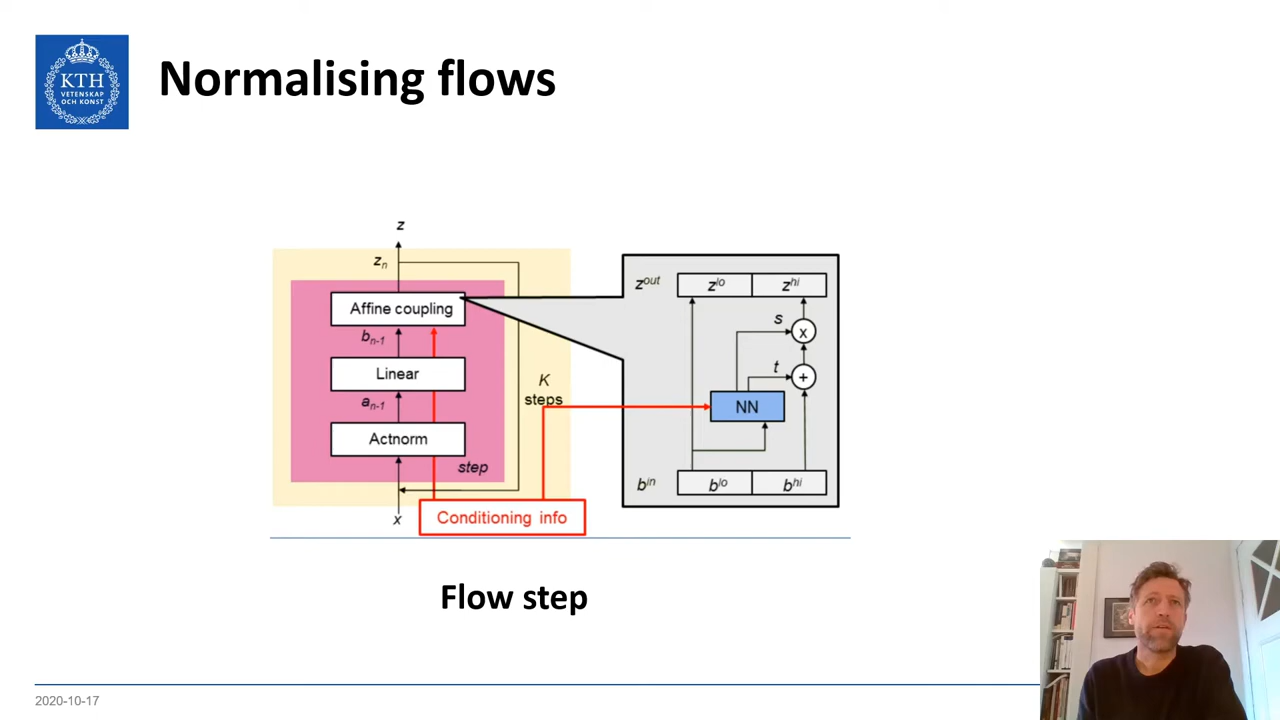 KTH
VETENSKAP
OCH KONST
Normalising flows
z
zn
Affine coupling
bn-1
Linear
an-1
Actnorm
step
x
K
steps
Conditioning info
zout
zlo
zhi
s
x
t
+
NN
bin
blo
bhi
Flow step
2020-10-17